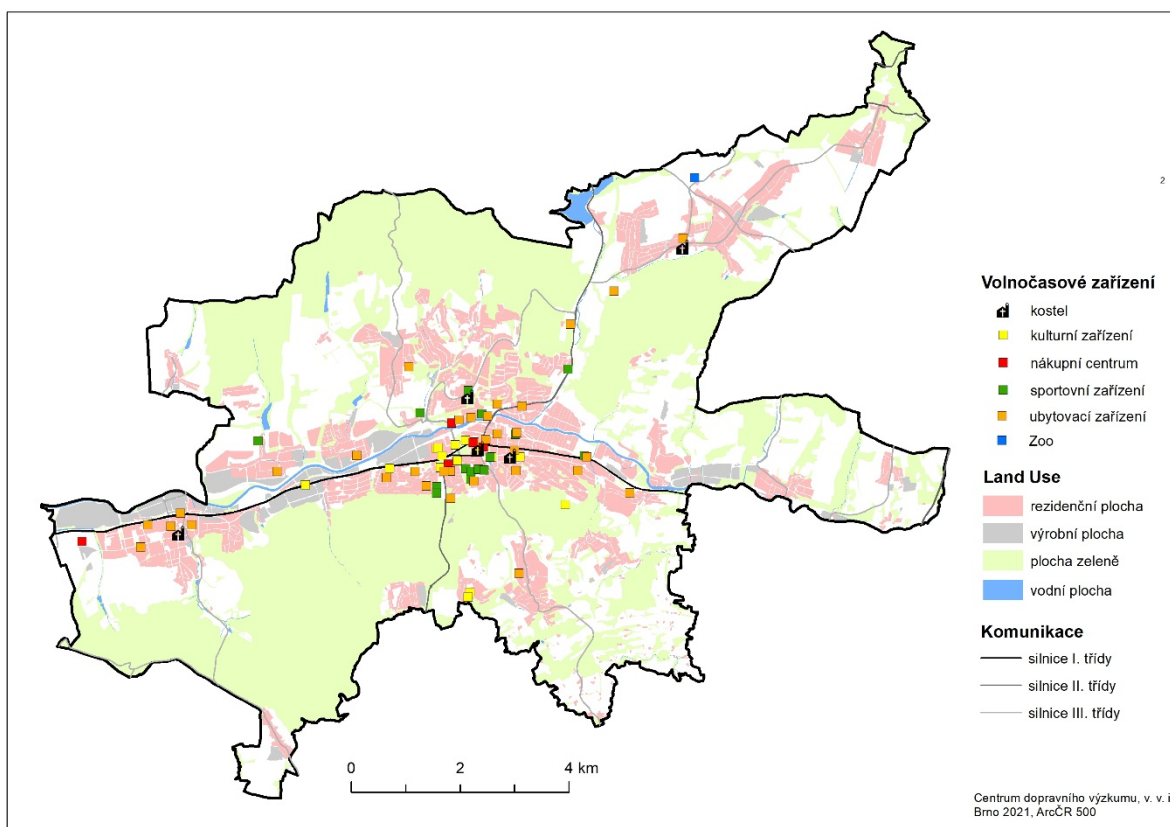 2
Volnočasové zařízení
kostel
kulturní zařízení
nákupní centrum
sportovní zařízení
ubytovací zařízení
Zoo
Land Use
rezidenční plocha
výrobní plocha
plocha zeleně
vodní plocha
Komunikace
silnice I. třídy
silnice II. třídy
silnice III. třídy
0 2 4 km
Centrum dopravního výzkumu, v. v. i
Brno 2021, ArcČR 500